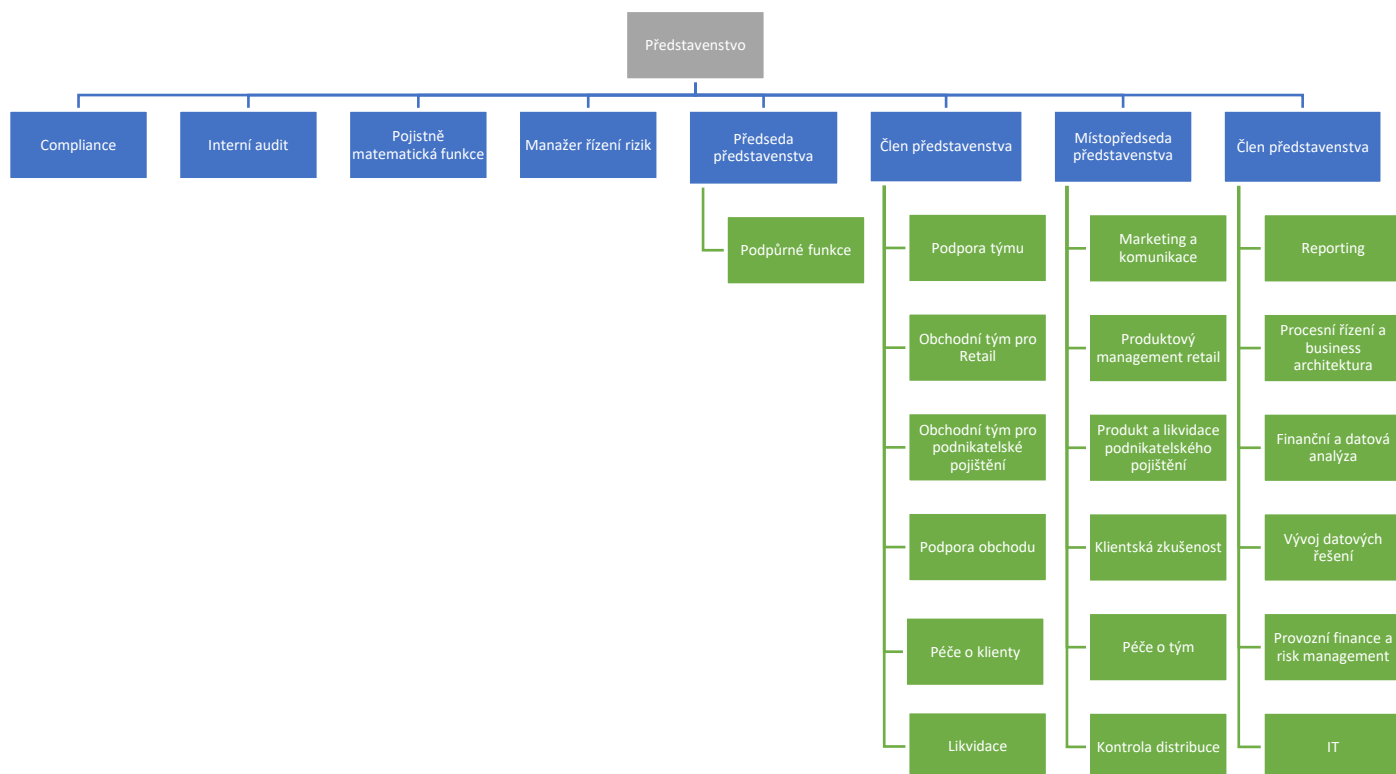 Představenstvo
Compliance
Interní audit
Pojistně
matematická funkce
Manažer řízení rizik
Předseda
představenstva
Člen představenstva
Místopředseda
představenstva
Člen představenstva
Podpůrné funkce
Podpora týmu
Obchodní tým pro
Retail
Obchodní tým pro
podnikatelské
pojištění
Podpora obchodu
Péče o klienty
Likvidace
Marketing a
komunikace
Produktový
management retail
Produkt a likvidace
podnikatelského
pojištění
Klientská zkušenost
Péče o tým
Kontrola distribuce
Reporting
Procesní řízení a
business
architektura
Finanční a datová
analýza
Vývoj datových
řešení
Provozní finance a
risk management
IT